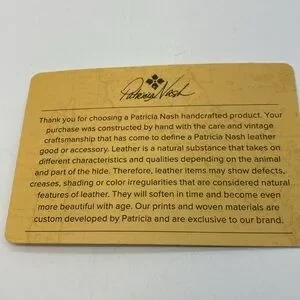 Patricia Nash
Thank you for choosing a Patricia Nash handcrafted product. Your
purchase was constructed by hand with the care and vintage
craftsmanship that has come to define a Patricia Nash leather
good or accessory. Leather is a natural substance that takes on
different characteristics and qualities depending on the animal
and part of the hide. Therefore, leather items may show defects,
creases, shading or color irregularities that are considered natural
features of leather. They will soften in time and become even
more beautiful with age. Our prints and woven materials are
custom developed by Patricia and are exclusive to our brand.